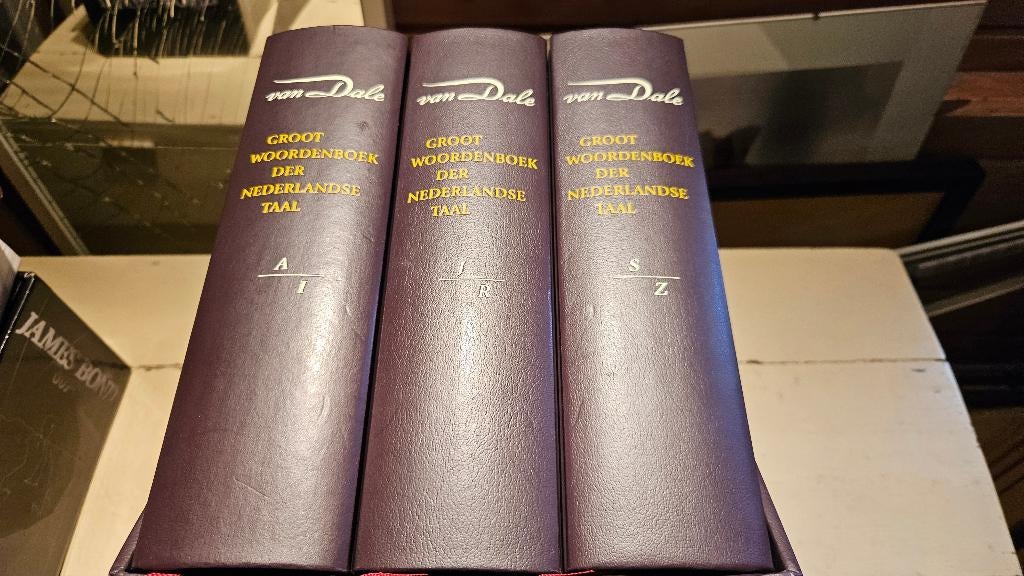 van Dale
GROOT
WOORDENBOEK
DER
NEDERLANDSE
TAAL
A
I
van Dale
GROOT
WOORDENBOEK
DER
NEDERLANDSE
TAAL
J
R
van Dale
GROOT
WOORDENBOEK
DER
NEDERLANDSE
TAAL
S
Z
JAMES BOND
007